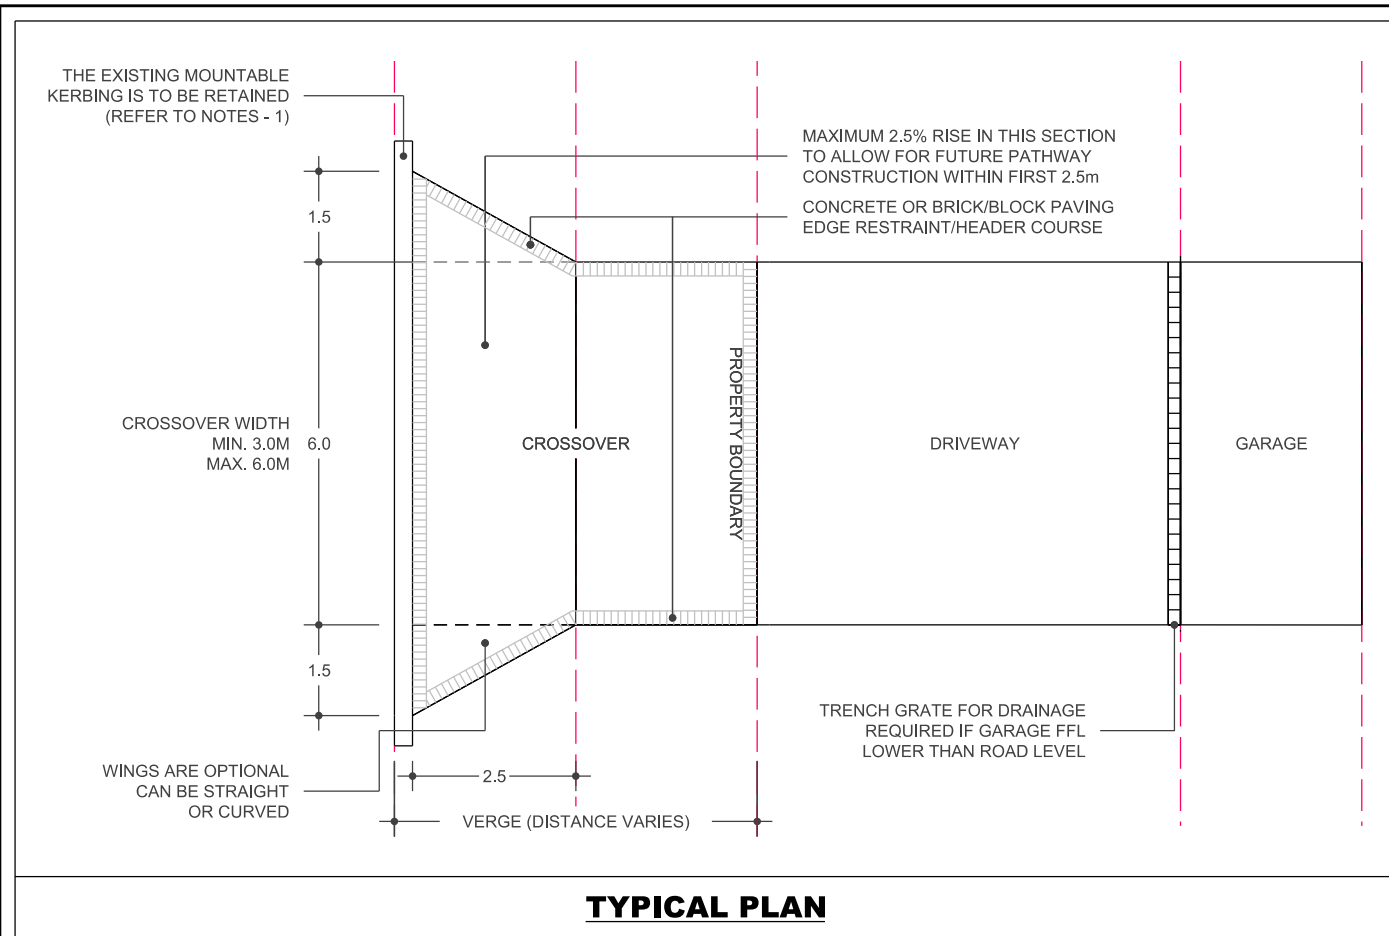 THE EXISTING MOUNTABLE
KERBING IS TO BE RETAINED
(REFER TO NOTES - 1)
MAXIMUM 2.5% RISE IN THIS SECTION
TO ALLOW FOR FUTURE PATHWAY
CONSTRUCTION WITHIN FIRST 2.5m
CONCRETE OR BRICK/BLOCK PAVING
EDGE RESTRAINT/HEADER COURSE
1.5
CROSSOVER WIDTH
MIN. 3.0M
MAX. 6.0M
6.0
CROSSOVER
PROPERTY BOUNDARY
DRIVEWAY
GARAGE
1.5
TRENCH GRATE FOR DRAINAGE
REQUIRED IF GARAGE FFL
LOWER THAN ROAD LEVEL
WINGS ARE OPTIONAL
CAN BE STRAIGHT
OR CURVED
2.5
VERGE (DISTANCE VARIES)
TYPICAL PLAN